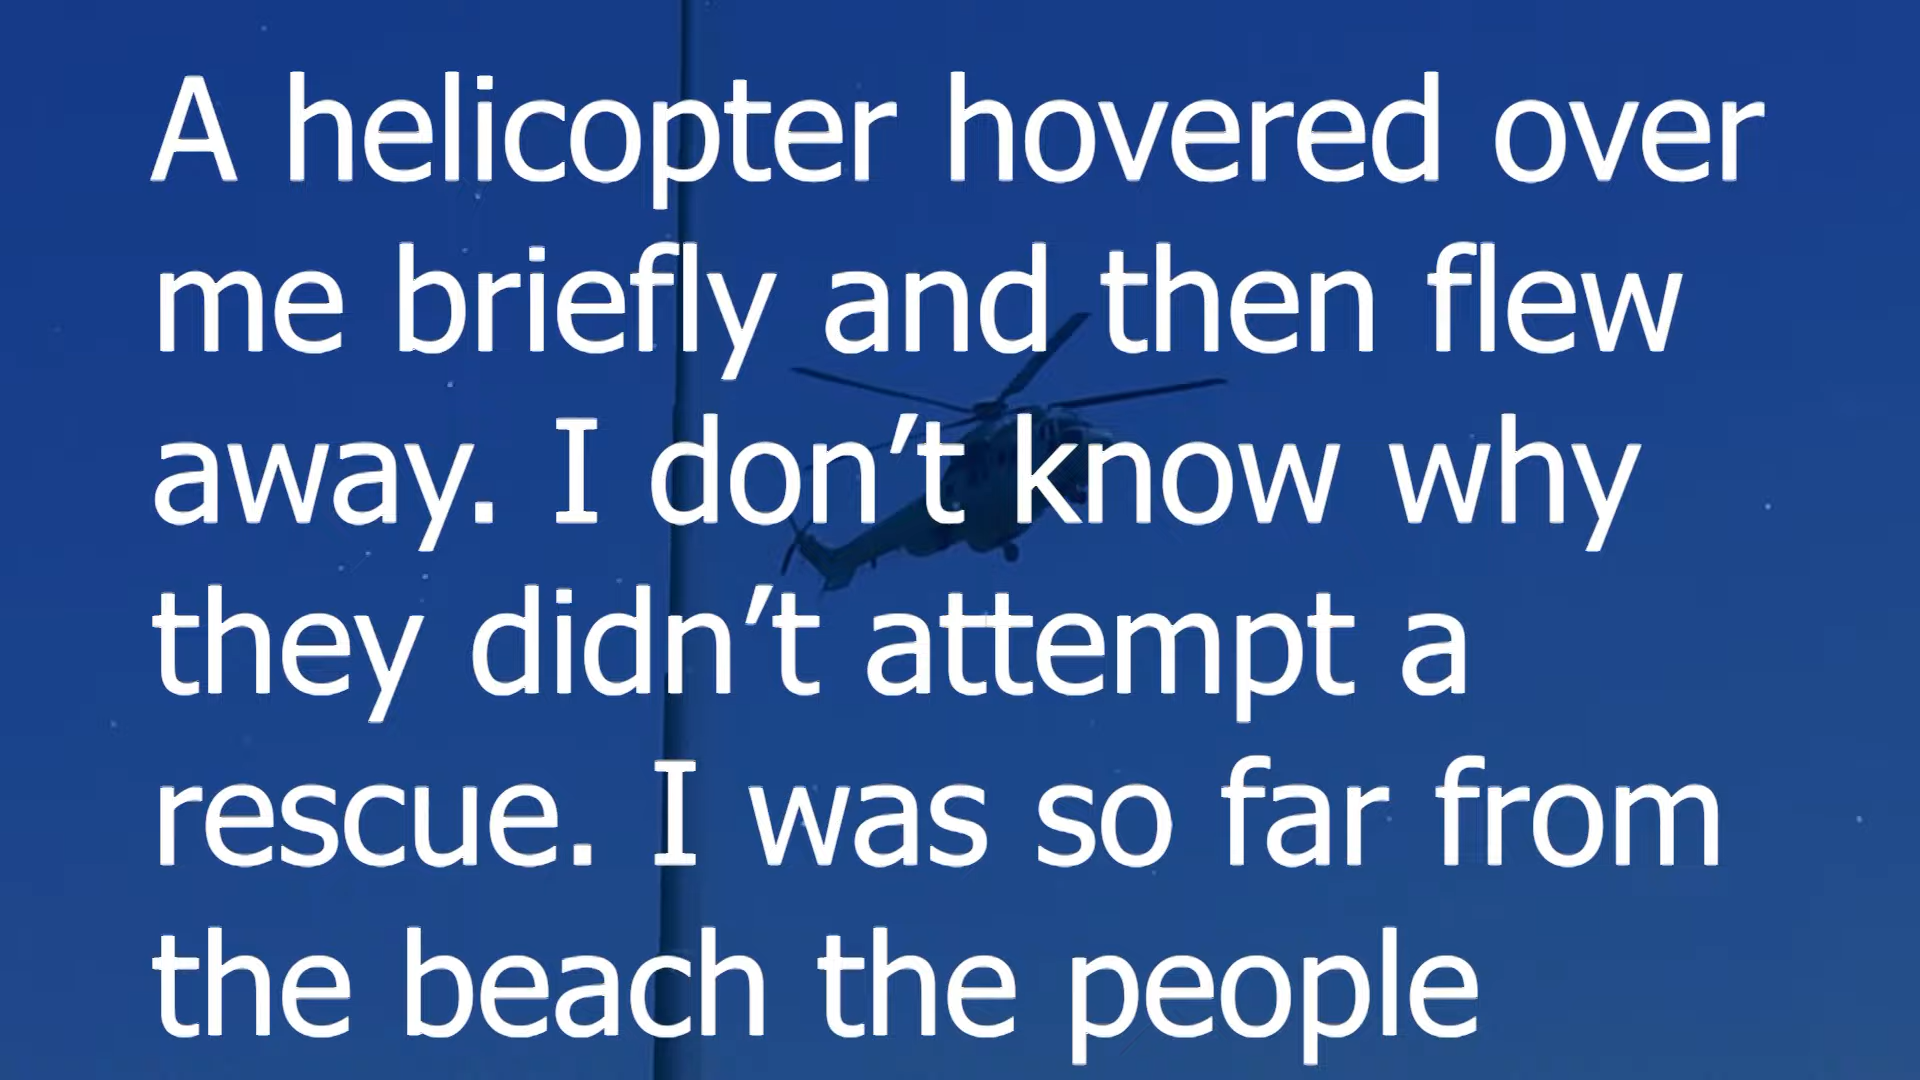 A helicopter hovered over
me briefly and then flew
away. I don’t know why
they didn’t attempt a
rescue. I was so far from
the beach the people